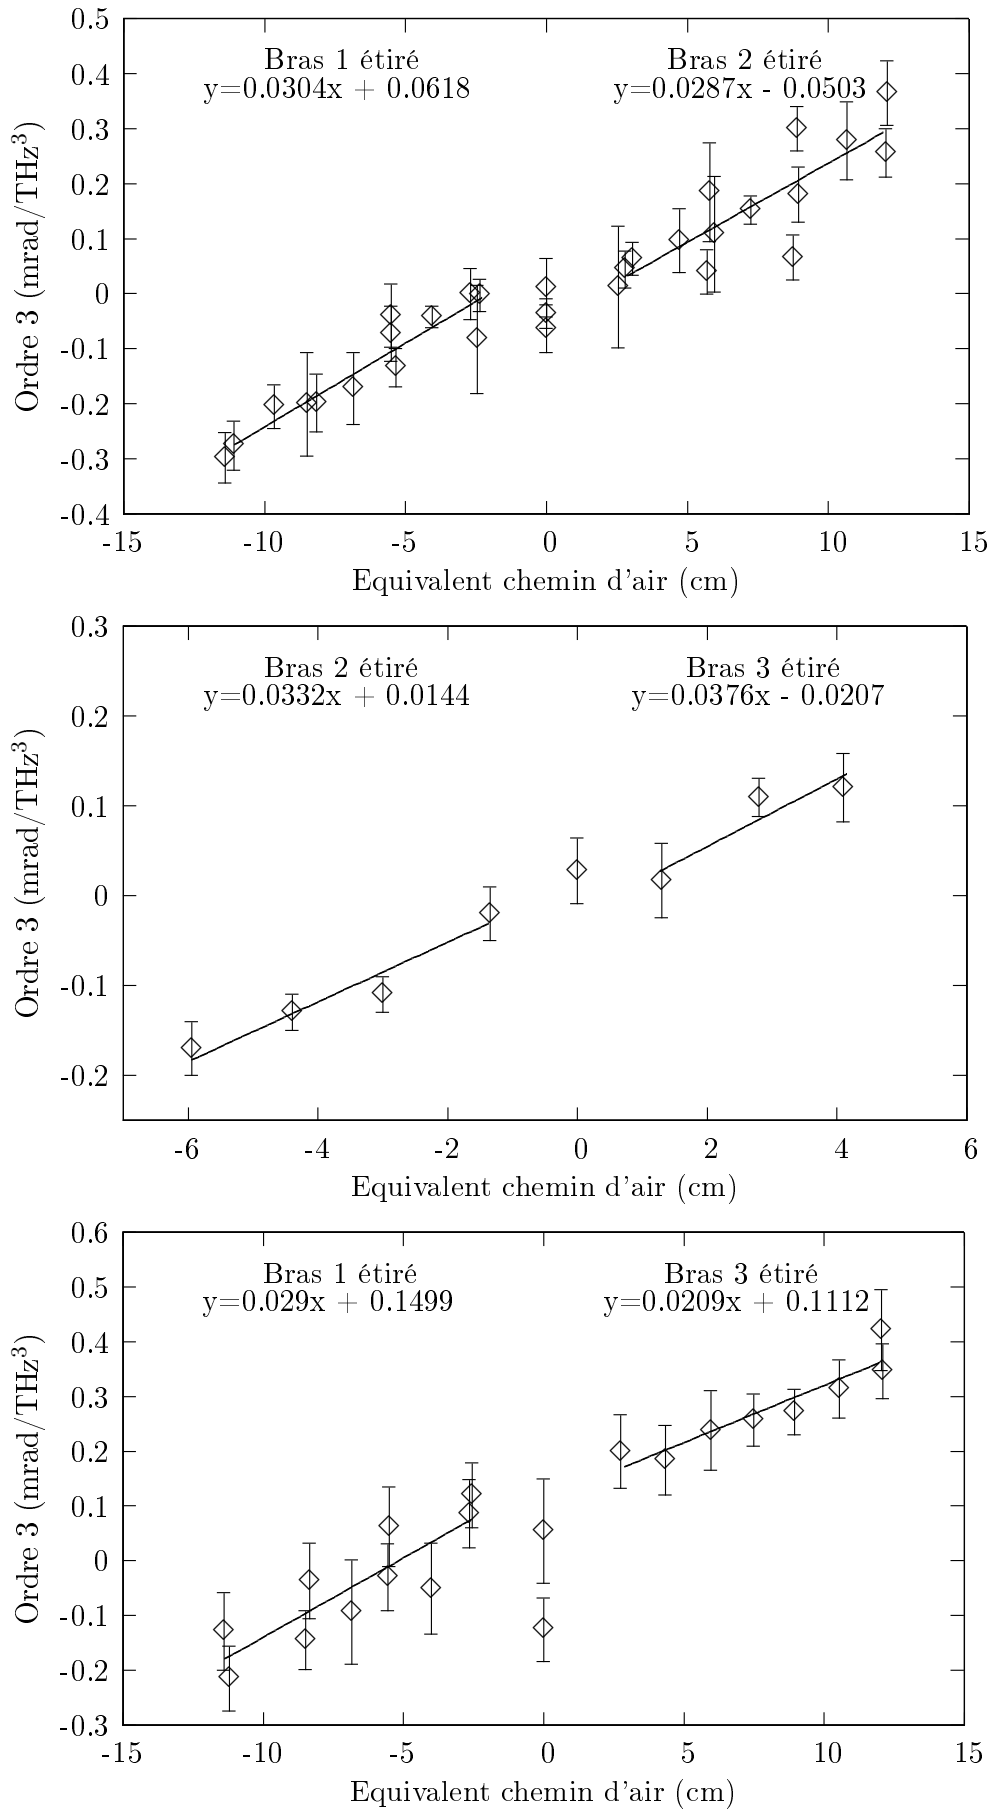 0.5
Bras 1 étiré
Bras 2 étiré
y=0.0304x + 0.0618
y=0.0287x - 0.0503
0.4
0.3
0.2
0.1
0
-0.1
-0.2
-0.3
-0.4
Ordre 3 (mrad/THz³)
-15 -10 -5 0 5 10 15
Equivalent chemin d'air (cm)
0.3
Bras 2 étiré
Bras 3 étiré
y=0.0332x + 0.0144
y=0.0376x - 0.0207
0.2
0.1
0
-0.1
-0.2
Ordre 3 (mrad/THz³)
-6 -4 -2 0 2 4 6
Equivalent chemin d'air (cm)
0.6
Bras 1 étiré
Bras 3 étiré
y=0.029x + 0.1499
y=0.0209x + 0.1112
0.5
0.4
0.3
0.2
0.1
0
-0.1
-0.2
-0.3
Ordre 3 (mrad/THz³)
-15 -10 -5 0 5 10 15
Equivalent chemin d'air (cm)